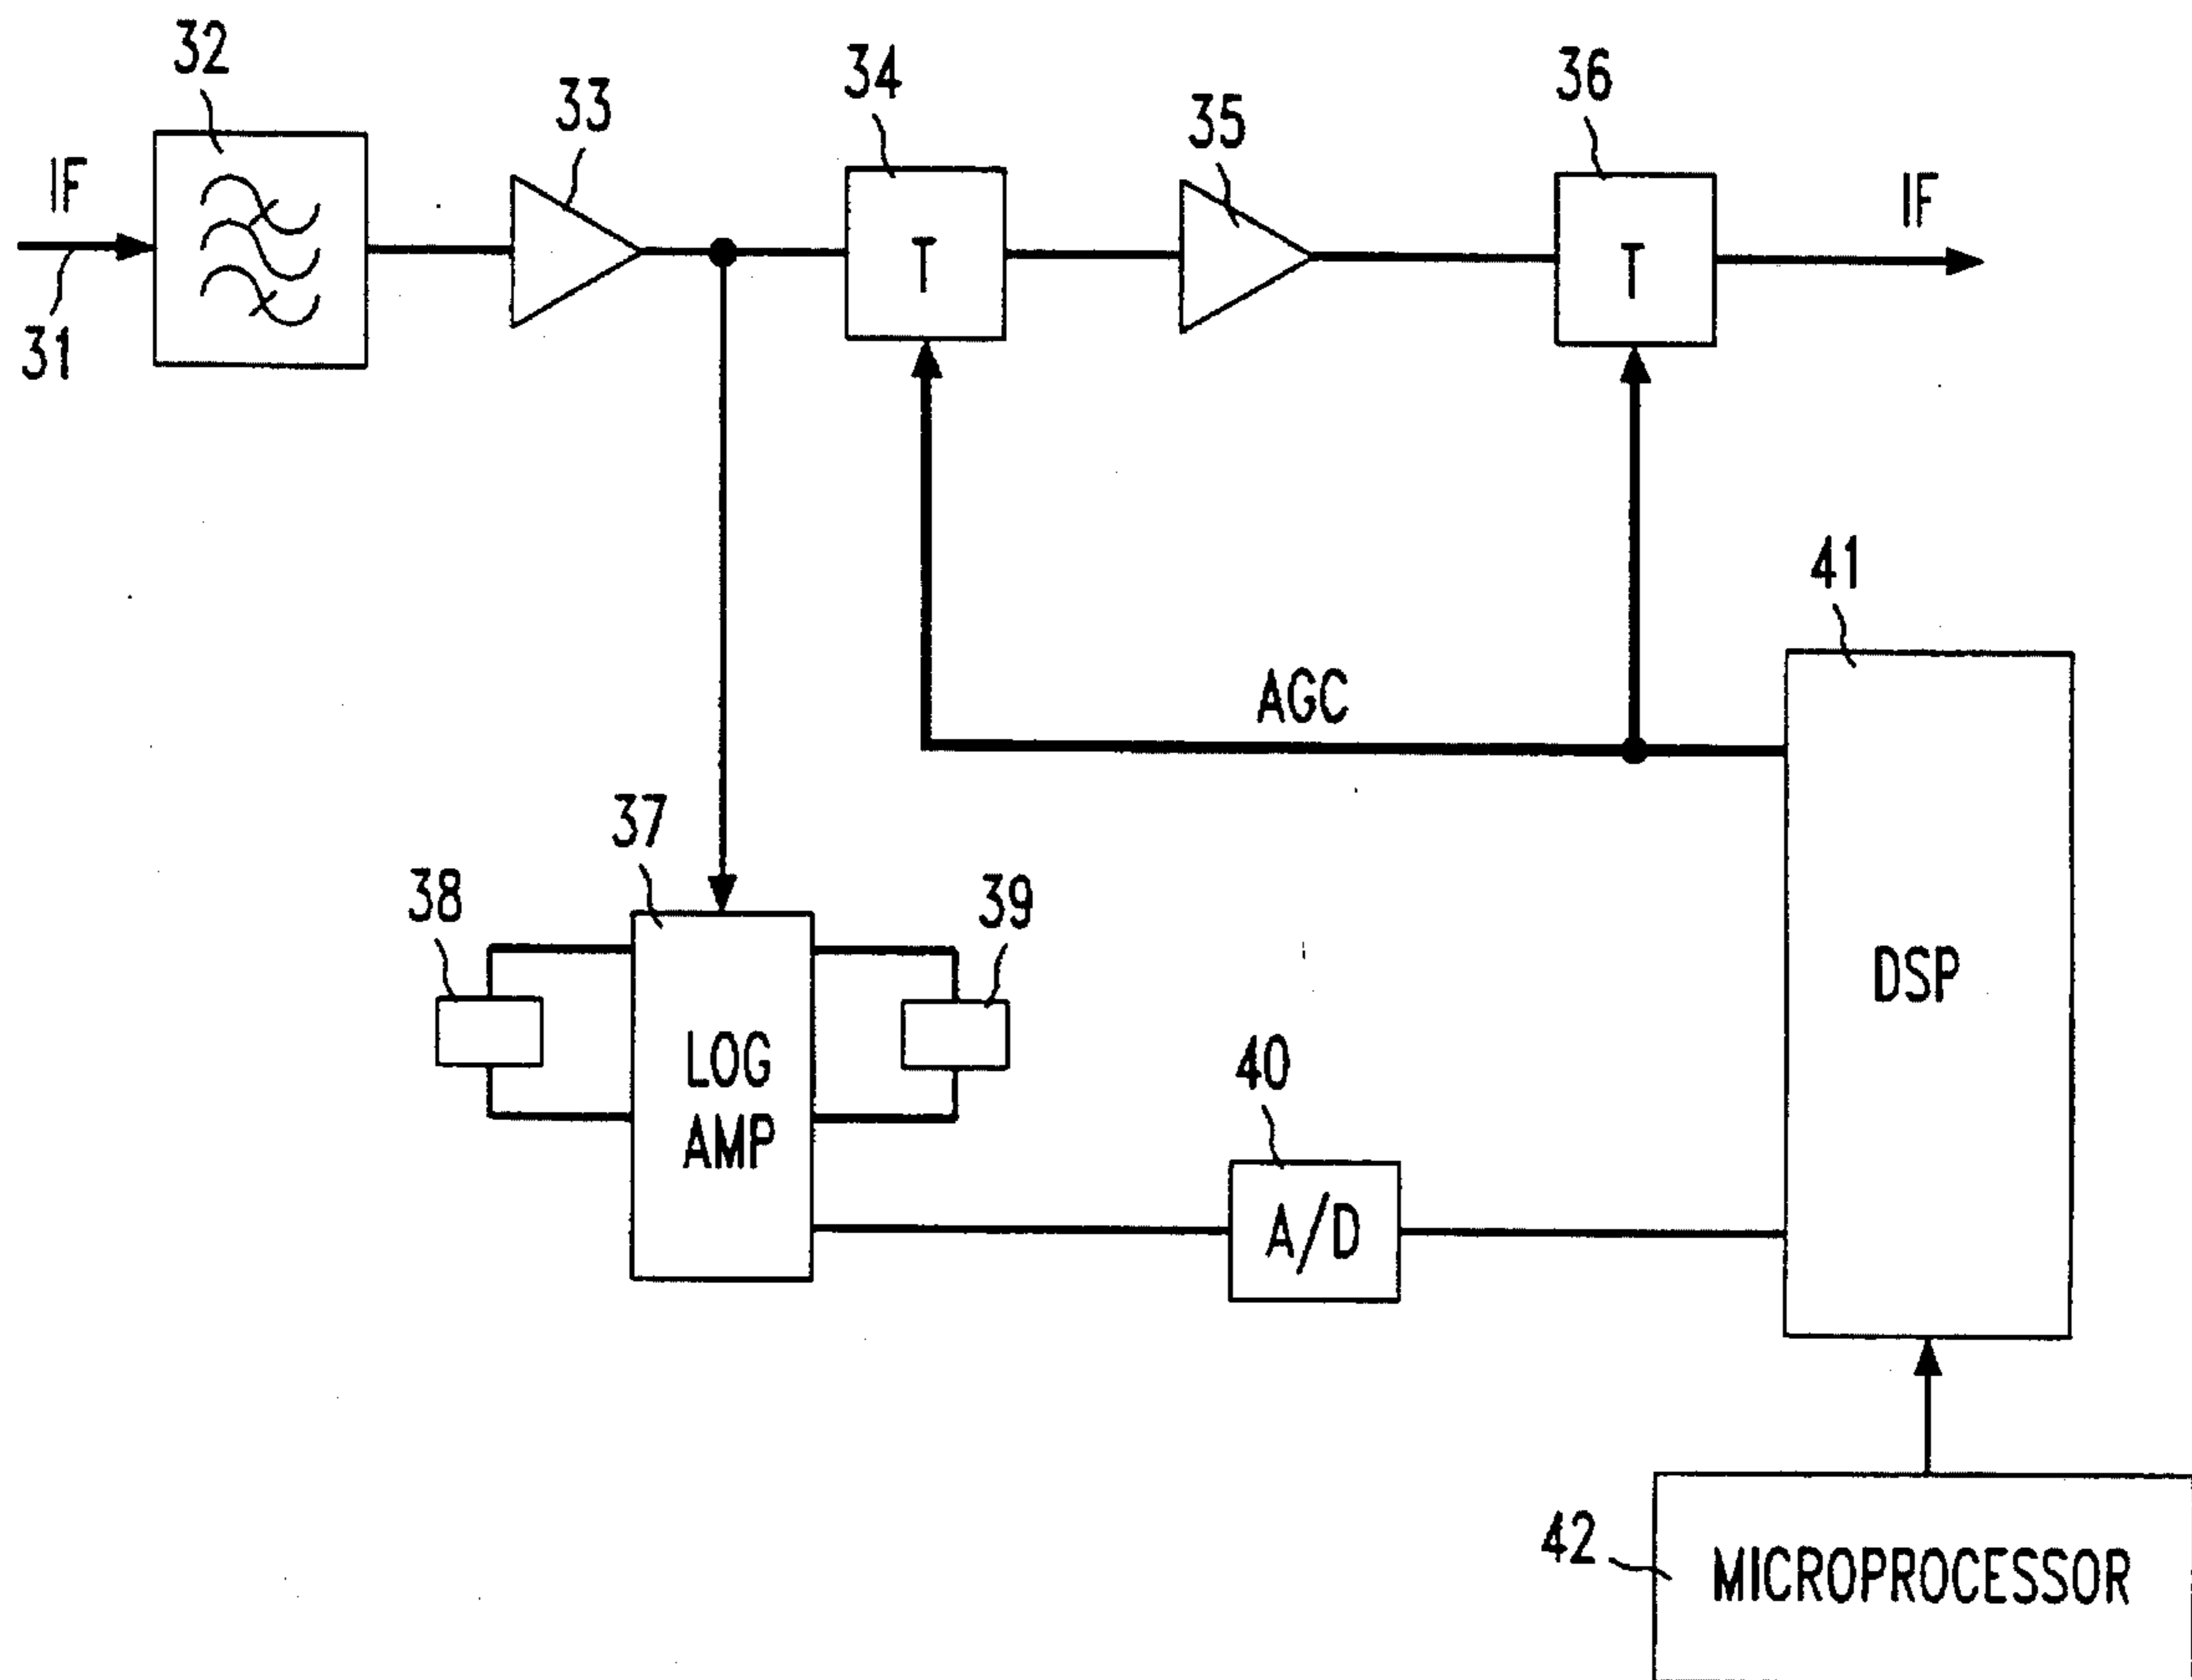 32
33
34
35
36
IF
IF
31
T
T
41
AGC
37
38
39
DSP
LOG
AMP
40
A/D
42
MICROPROCESSOR